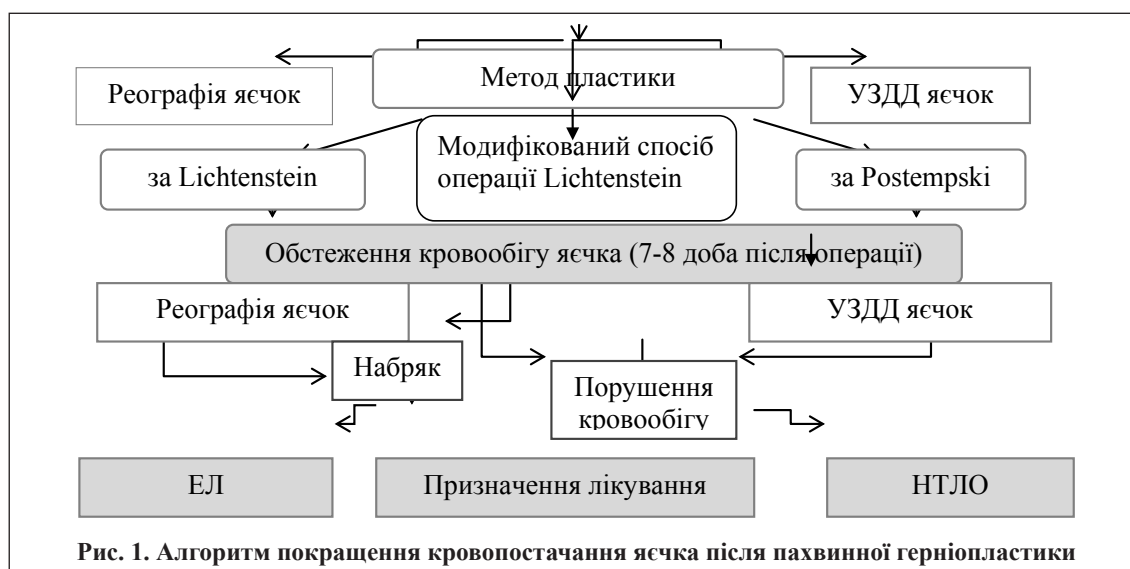 Метод пластики
Реографія яєчок
УЗДД яєчок
за Lichtenstein
Модифікований спосіб
операції Lichtenstein
за Postempski
Обстеження кровообігу яєчка (7-8 доба після операції)
Реографія яєчок
УЗДД яєчок
Набряк
Порушення
кровообігу
ЕЛ
Призначення лікування
НТЛО
Рис. 1. Алгоритм покращення кровопостачання яєчка після пахвинної герніопластики